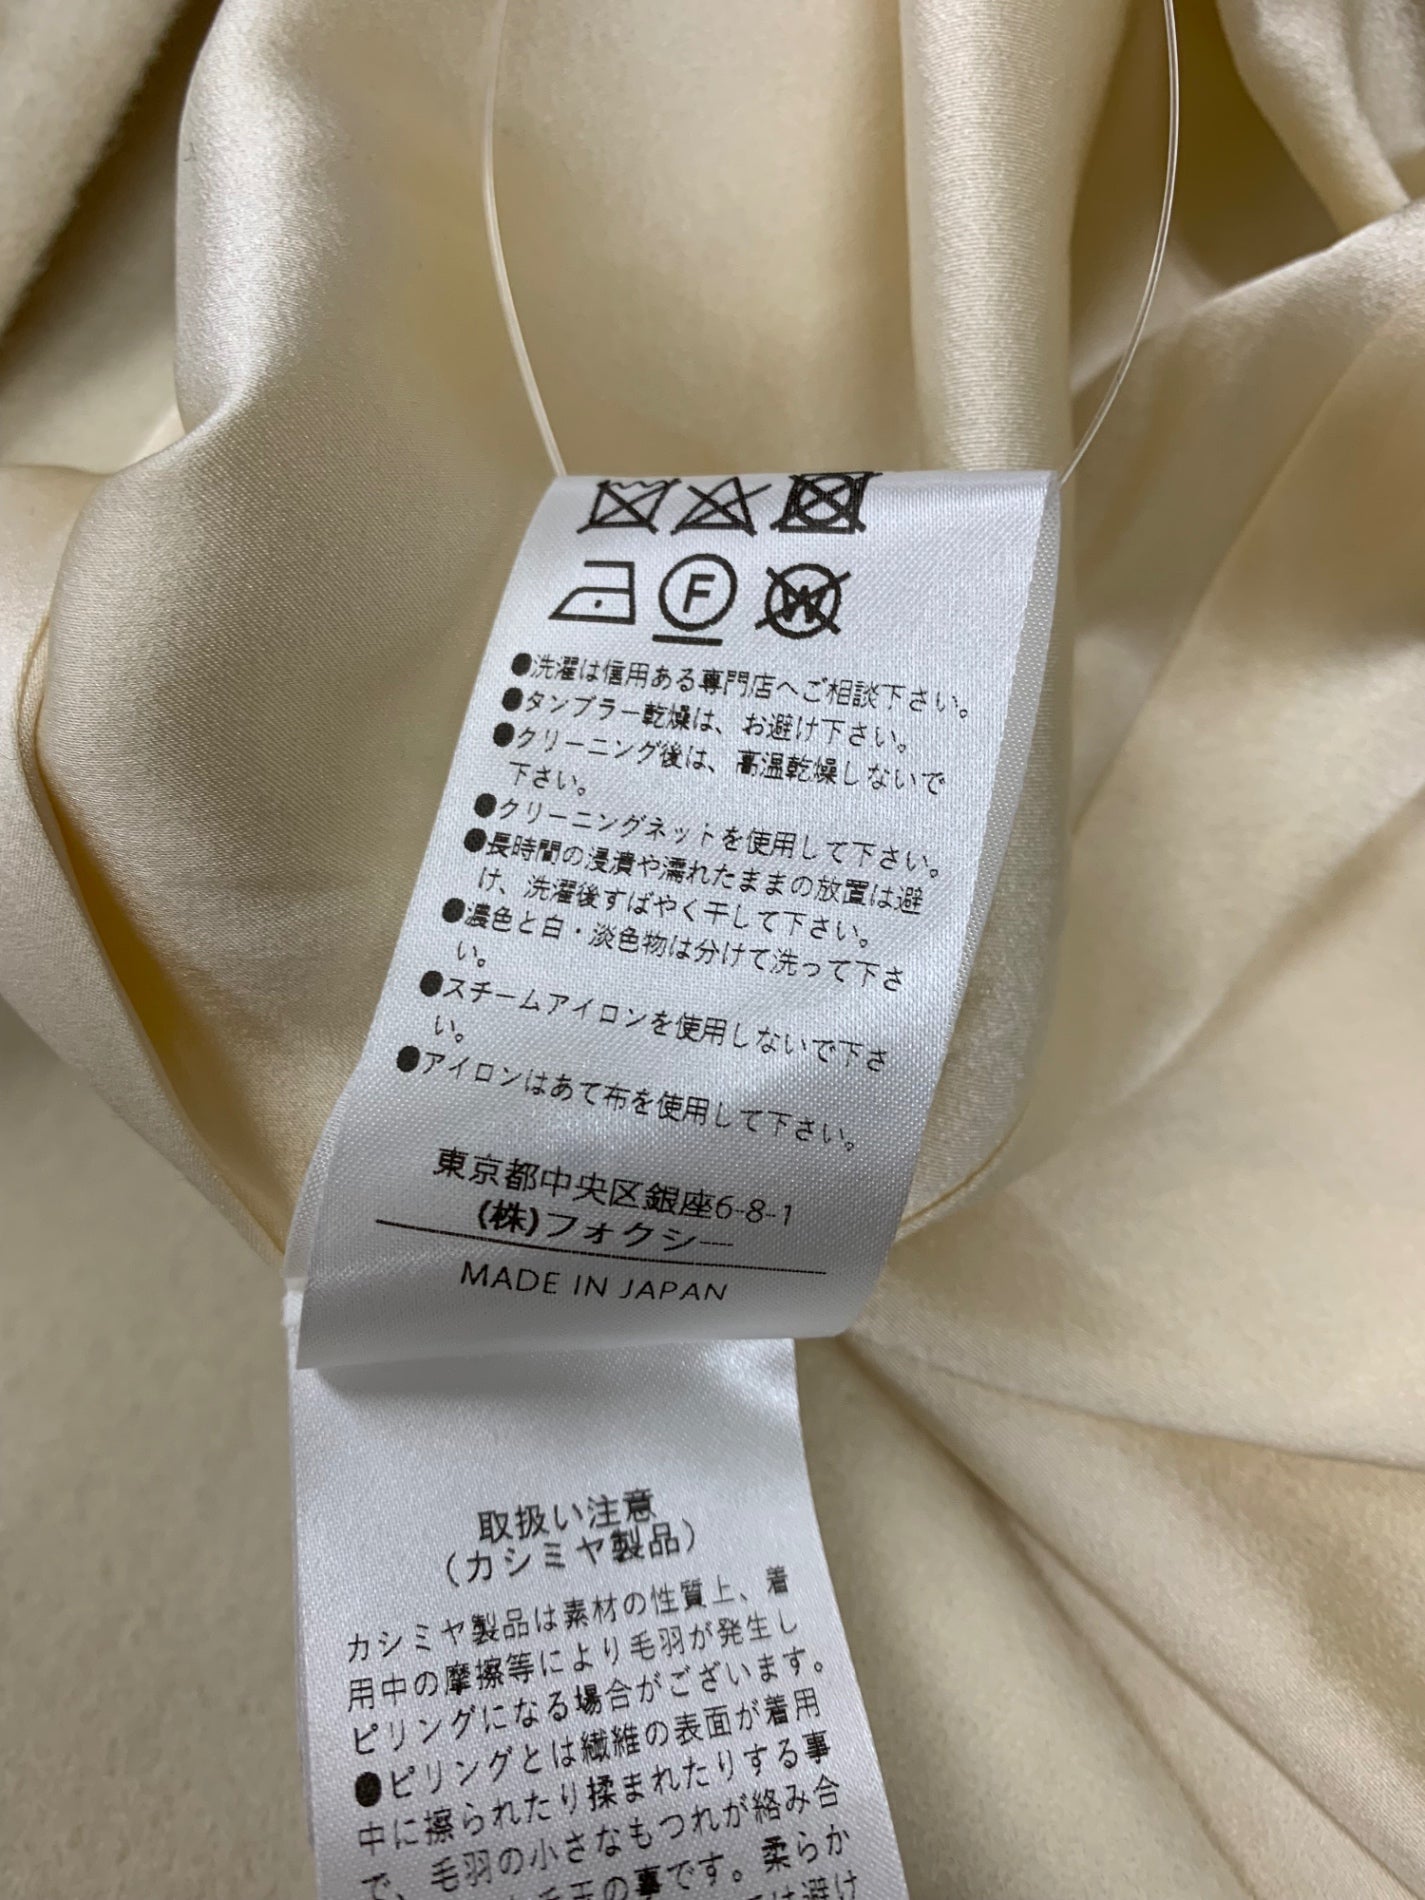 F
W
●洗濯は信用ある専門店へご相談下さい。
●タンブラー乾燥は、お避け下さい。
●クリーニング後は、高温乾燥しないで
下さい。
●クリーニングネットを使用して下さい。
●長時間の浸漬や濡れたままの放置は避
け、洗濯後すばやく干して下さい。
●濃色と白・淡色物は分けて洗って下さ
い。
●スチームアイロンを使用しないで下さ
い。
●アイロンはあて布を使用して下さい。
東京都中央区銀座6-8-1
(株)フォクシー
MADE IN JAPAN
取扱い注意
(カシミヤ製品)
カシミヤ製品は素材の性質上、着
用中の摩擦等により毛羽が発生し
ピリングになる場合がございます。
●ピリングとは繊維の表面が着用
中に擦られたり揉まれたりする事
で、毛羽の小さなもつれが絡み合
毛玉の事です。柔らか
は避け